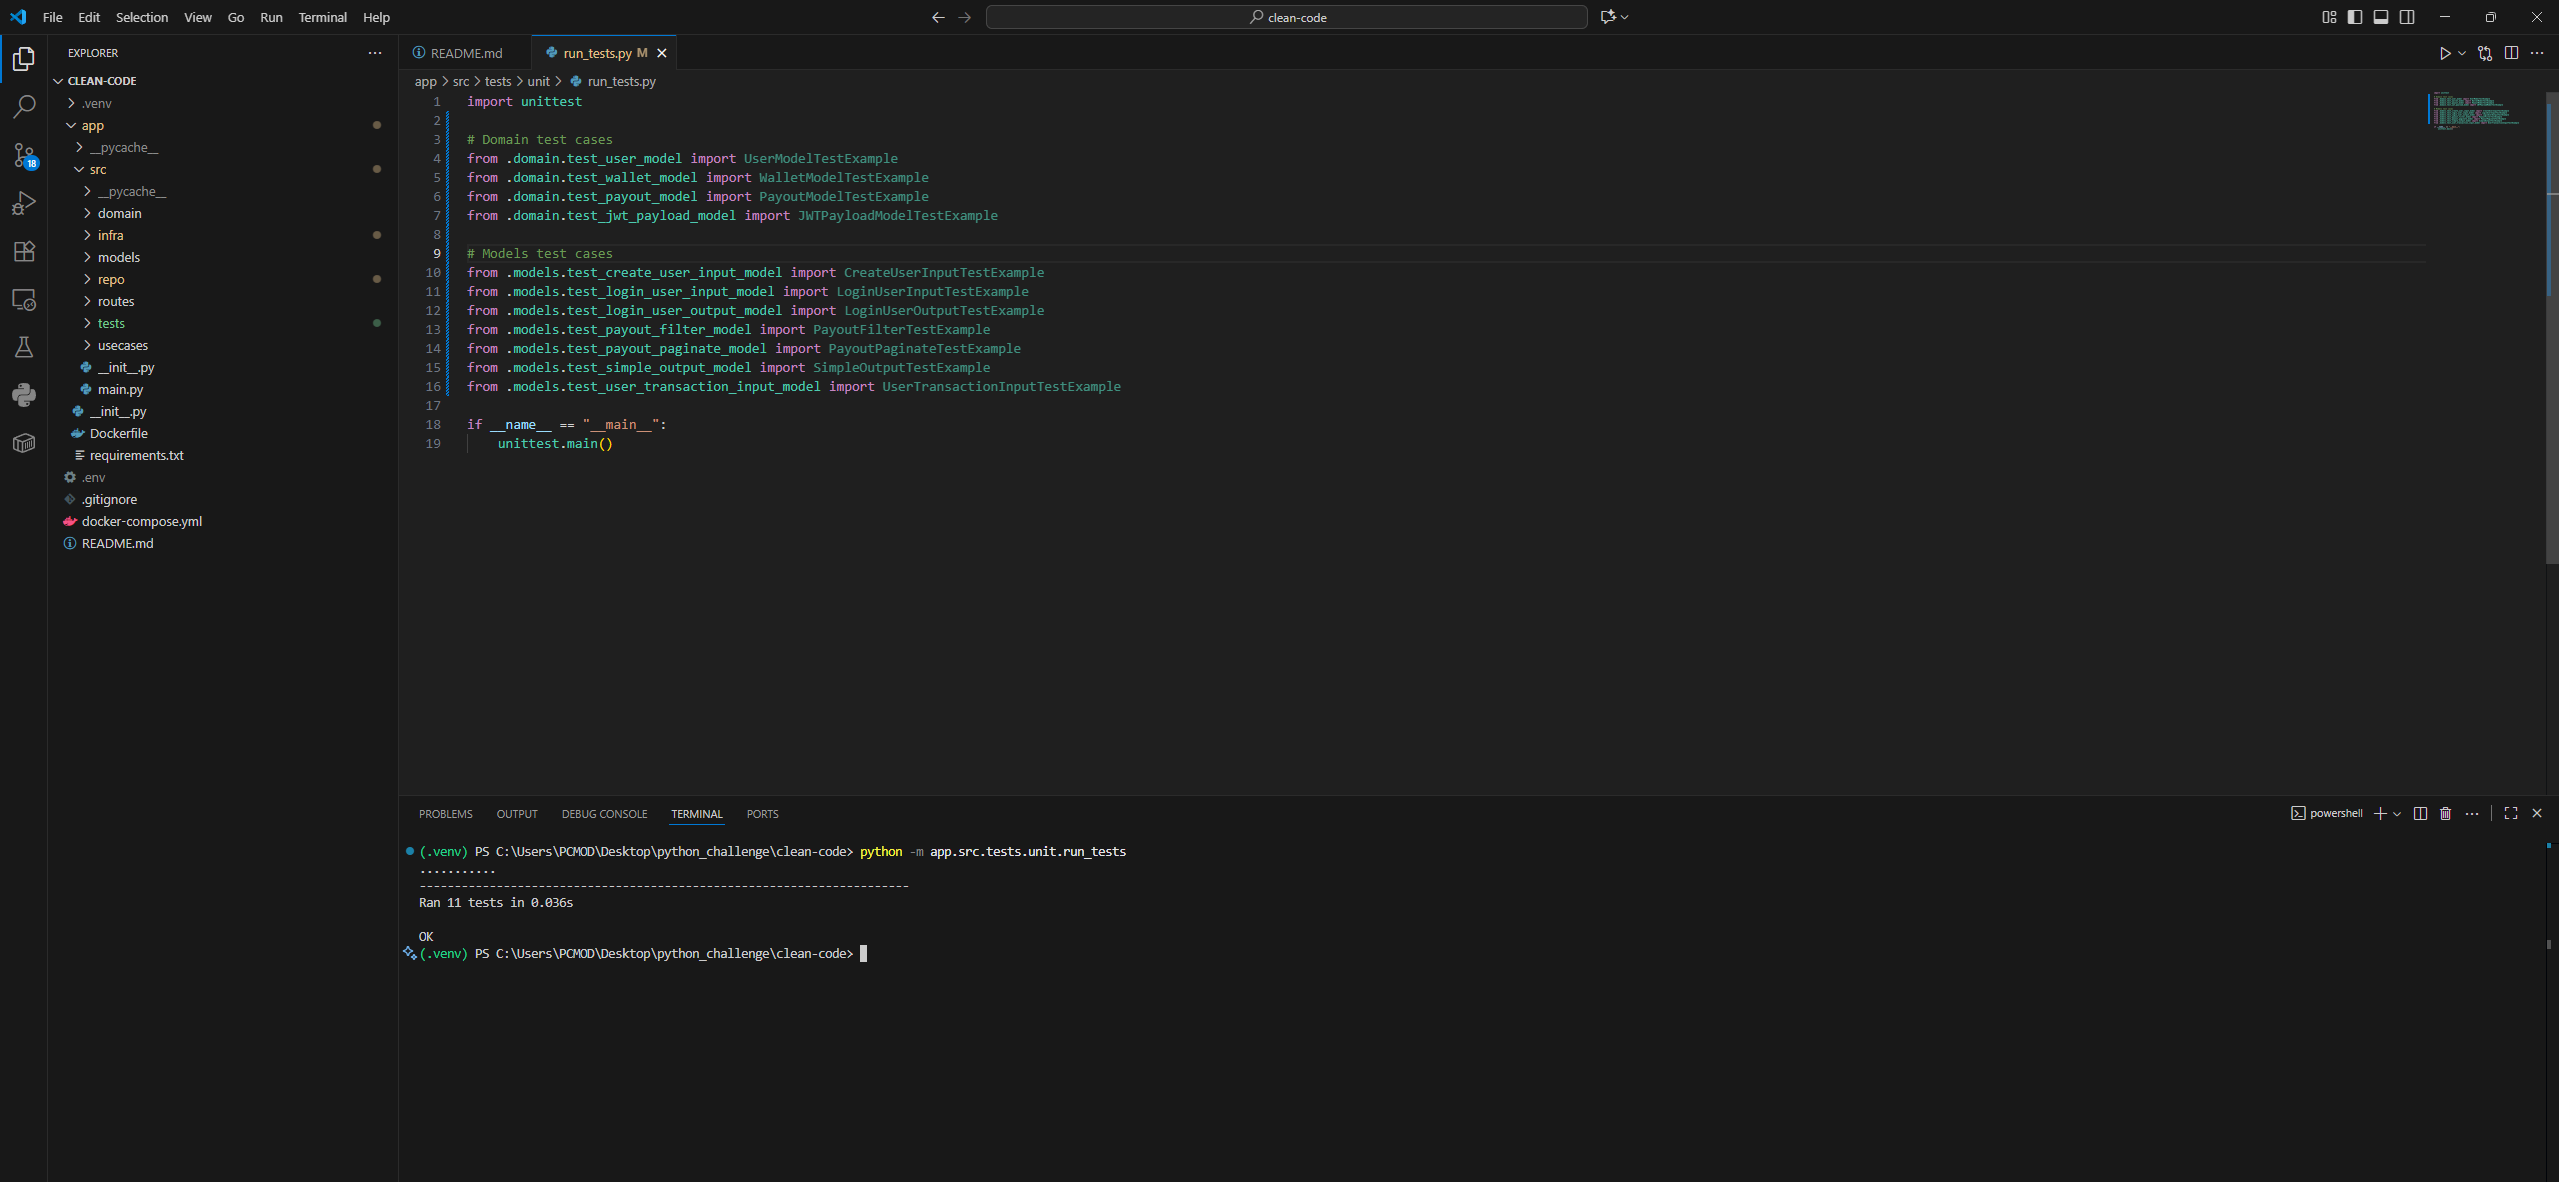 File Edit Selection View Go Run Terminal Help
clean-code
EXPLORER
CLEAN-CODE
.venv
app
__pycache__
src
__pycache__
domain
infra
models
repo
routes
tests
usecases
__init__.py
main.py
__init__.py
Dockerfile
requirements.txt
.env
.gitignore
docker-compose.yml
README.md
18
README.md
run_tests.py M
app > src > tests > unit > run_tests.py
1 import unittest
2
3 # Domain test cases
4 from .domain.test_user_model import UserModelTestExample
5 from .domain.test_wallet_model import WalletModelTestExample
6 from .domain.test_payout_model import PayoutModelTestExample
7 from .domain.test_jwt_payload_model import JWTPayloadModelTestExample
8
9 # Models test cases
10 from .models.test_create_user_input_model import CreateUserInputTestExample
11 from .models.test_login_user_input_model import LoginUserInputTestExample
12 from .models.test_login_user_output_model import LoginUserOutputTestExample
13 from .models.test_payout_filter_model import PayoutFilterTestExample
14 from .models.test_payout_paginate_model import PayoutPaginateTestExample
15 from .models.test_simple_output_model import SimpleOutputTestExample
16 from .models.test_user_transaction_input_model import UserTransactionInputTestExample
17
18 if __name__ == "__main__":
19 unittest.main()
PROBLEMS OUTPUT DEBUG CONSOLE TERMINAL PORTS
powershell
(.venv) PS C:\Users\PCMOD\Desktop\python_challenge\clean-code> python -m app.src.tests.unit.run_tests
...........
----------------------------------------------------------------------
Ran 11 tests in 0.036s
OK
(.venv) PS C:\Users\PCMOD\Desktop\python_challenge\clean-code>